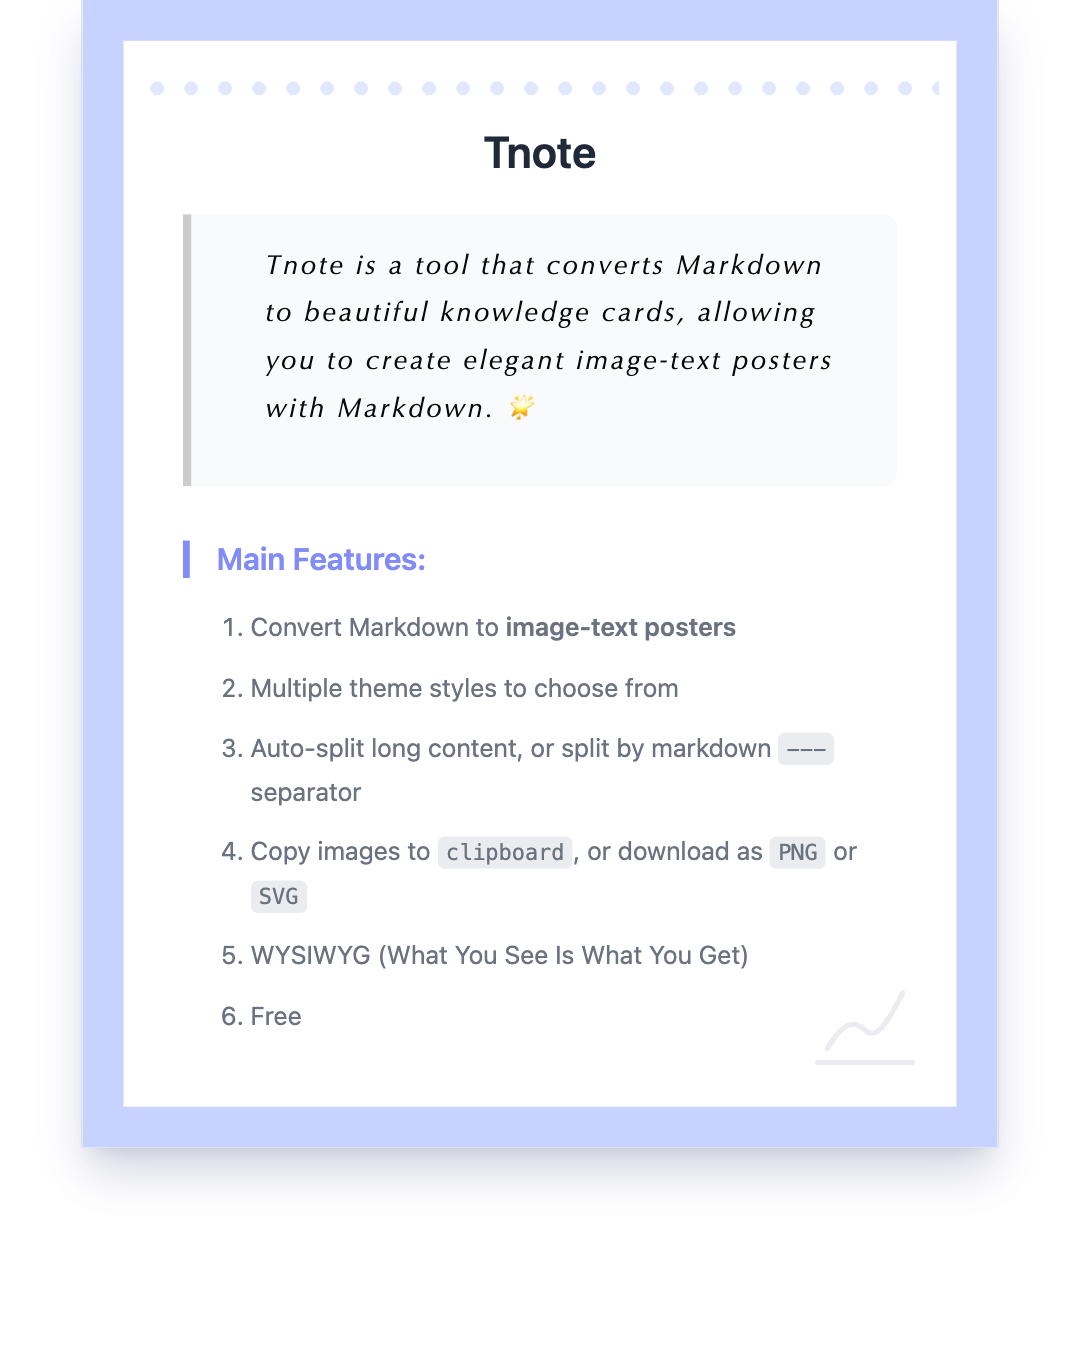 Tnote
Tnote is a tool that converts Markdown
to beautiful knowledge cards, allowing
you to create elegant image-text posters
with Markdown. 🌟
Main Features:
1. Convert Markdown to image-text posters
2. Multiple theme styles to choose from
3. Auto-split long content, or split by markdown ---
separator
4. Copy images to clipboard, or download as PNG or
SVG
5. WYSIWYG (What You See Is What You Get)
6. Free